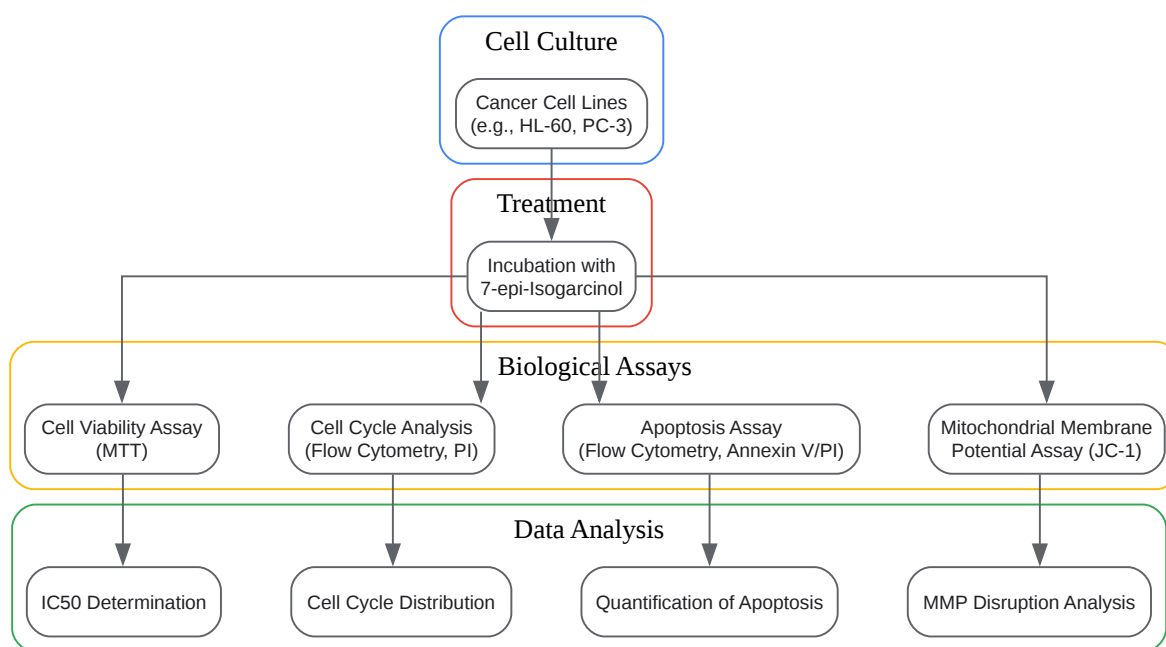 Cell Culture
Cancer Cell Lines
(e.g., HL-60, PC-3)
Treatment
Incubation with
7-epi-Isogarcinol
Biological Assays
Cell Viability Assay
(MTT)
Cell Cycle Analysis
(Flow Cytometry, PI)
Apoptosis Assay
(Flow Cytometry, Annexin V/PI)
Mitochondrial Membrane
Potential Assay (JC-1)
Data Analysis
IC50 Determination
Cell Cycle Distribution
Quantification of Apoptosis
MMP Disruption Analysis